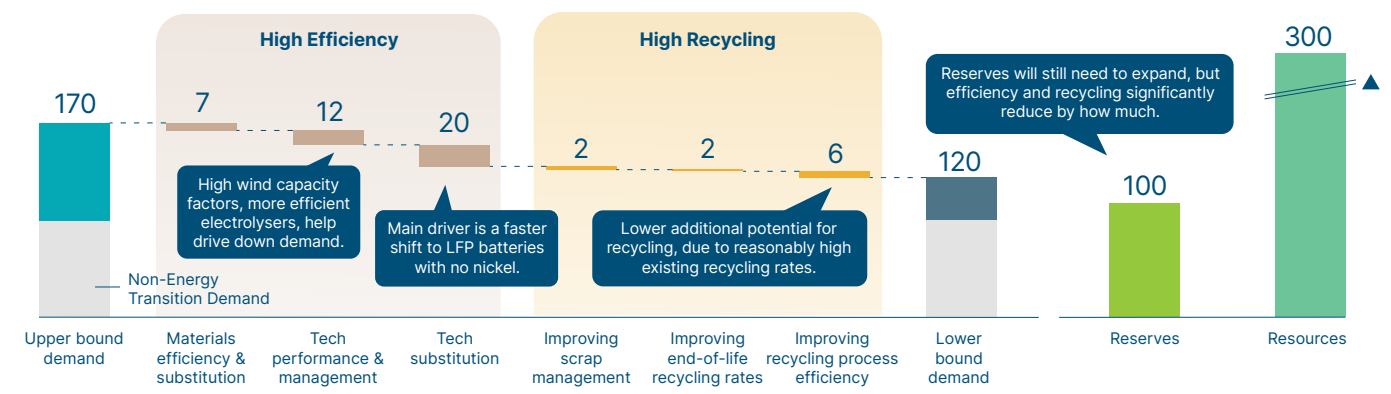 High Efficiency
High Recycling
170
7
12
20
2
2
6
120
100
300
High wind capacity
factors, more efficient
electrolysers, help
drive down demand.
Main driver is a faster
shift to LFP batteries
with no nickel.
Lower additional potential for
recycling, due to reasonably high
existing recycling rates.
Reserves will still need to expand, but
efficiency and recycling significantly
reduce by how much.
Non-Energy
Transition Demand
Upper bound
demand
Materials
efficiency &
substitution
Tech
performance &
management
Tech
substitution
Improving
scrap
management
Improving
end-of-life
recycling rates
Improving
recycling process
efficiency
Lower
bound
demand
Reserves
Resources